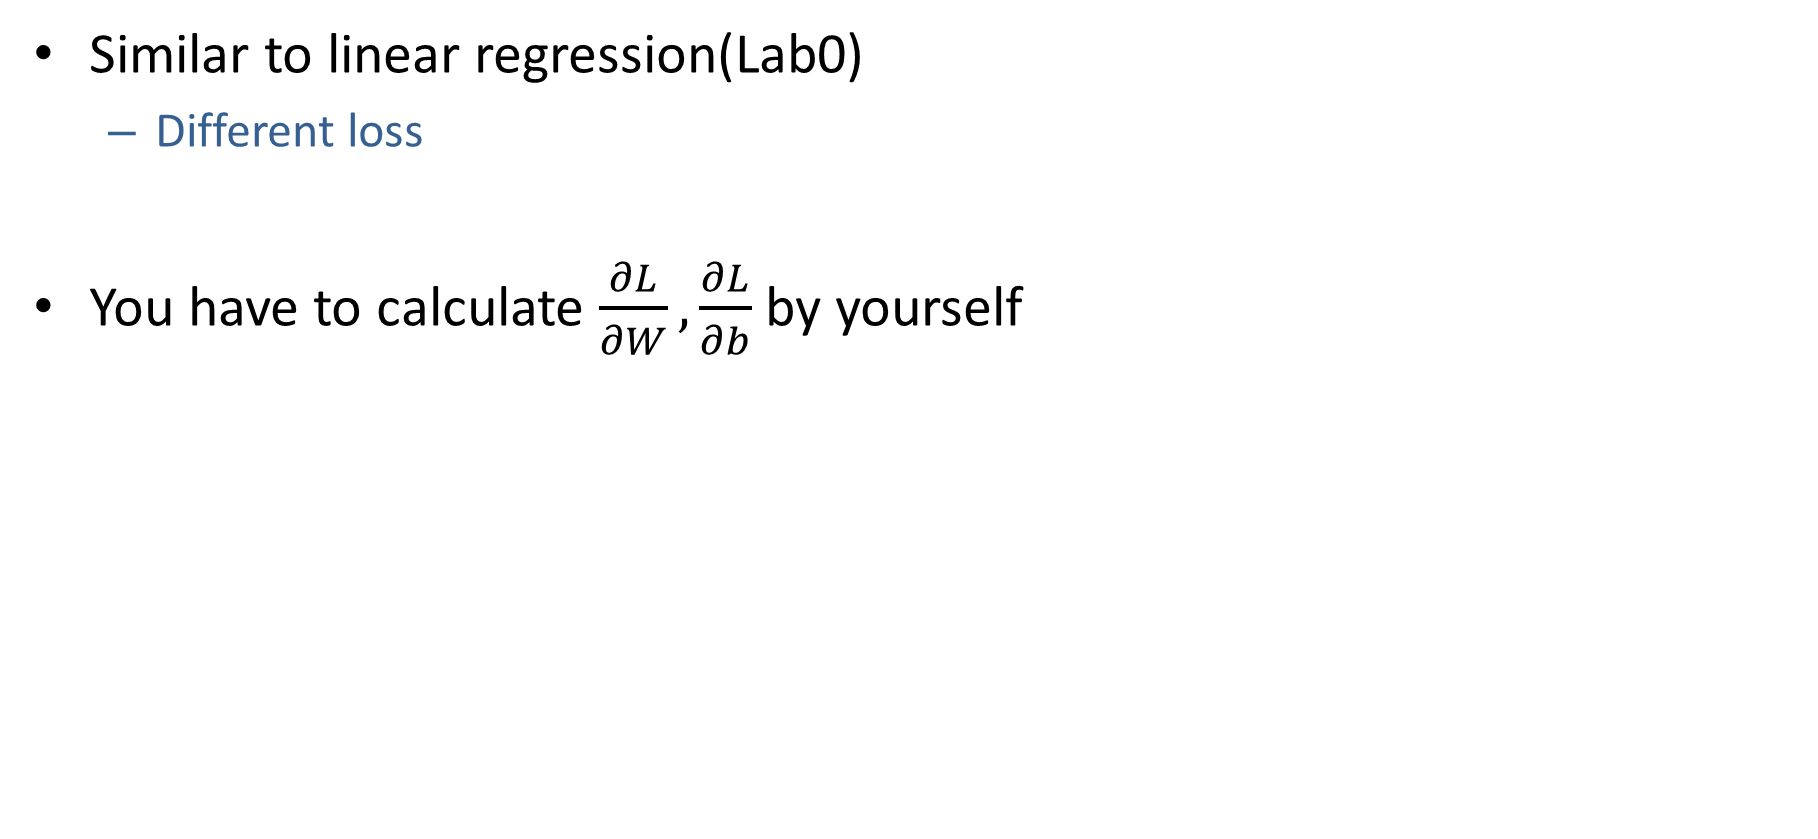 • Similar to linear regression(Lab0)
– Different loss
• You have to calculate ∂L/∂W, ∂L/∂b by yourself